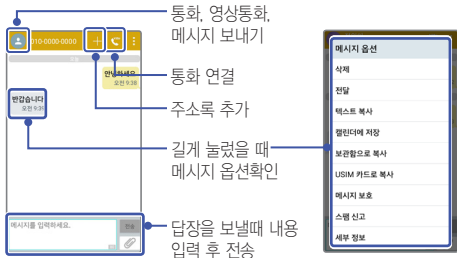 통화, 영상통화,
메시지 보내기
010-0000-0000
안녕하세요
오전 9:38
통화 연결
반갑습니다
오전 9:39
주소록 추가
길게 눌렀을 때
메시지 옵션확인
메시지를 입력하세요.
전송
답장을 보낼때 내용
입력 후 전송
메시지 옵션
삭제
전달
텍스트 복사
캘린더에 저장
보관함으로 복사
USIM 카드로 복사
메시지 보호
스팸 신고
세부 정보